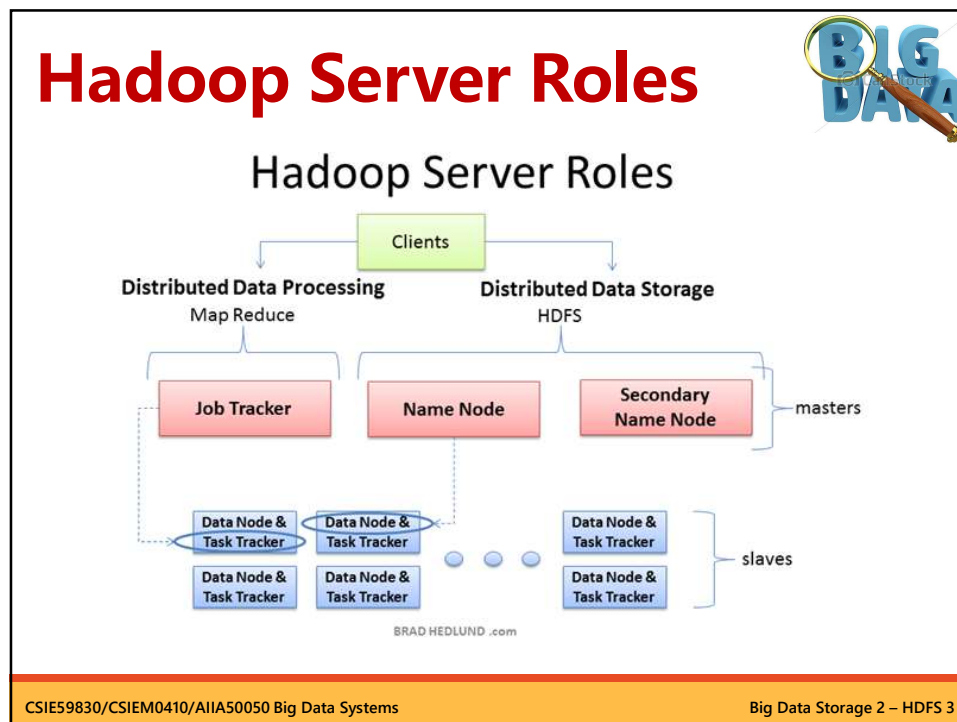 Hadoop Server Roles
BIG
DATA
Hadoop Server Roles
Clients
Distributed Data Processing
Map Reduce
Distributed Data Storage
HDFS
Job Tracker
Name Node
Secondary
Name Node
masters
Data Node &
Task Tracker
Data Node &
Task Tracker
Data Node &
Task Tracker
slaves
Data Node &
Task Tracker
Data Node &
Task Tracker
Data Node &
Task Tracker
BRAD HEDLUND .com
CSIE59830/CSIEM0410/AIIA50050 Big Data Systems
Big Data Storage 2 – HDFS 3